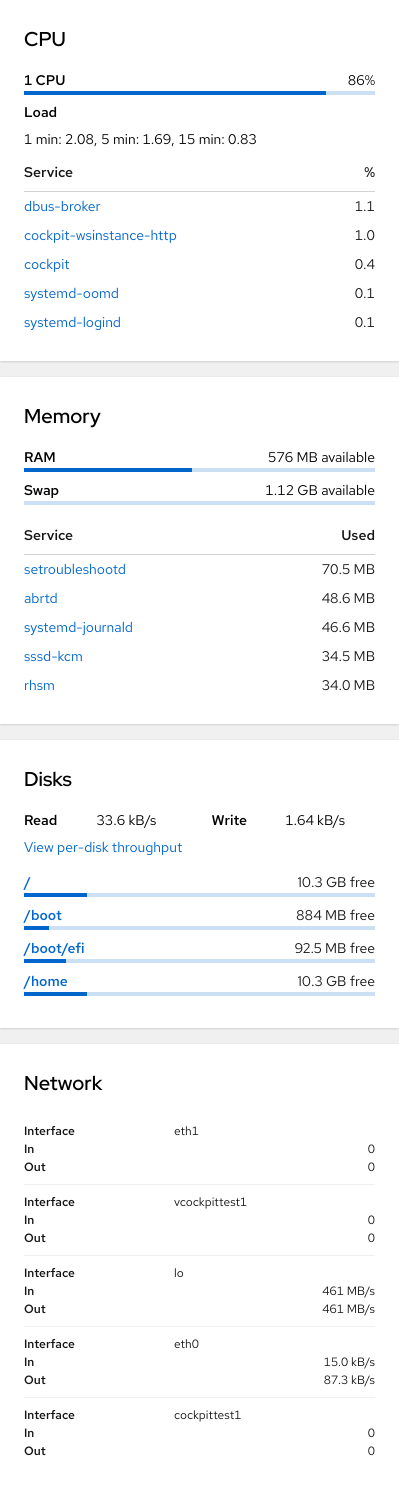 CPU
1 CPU 86%
Load
1 min: 2.08, 5 min: 1.69, 15 min: 0.83
Service %
dbus-broker 1.1
cockpit-wsinstance-http 1.0
cockpit 0.4
systemd-oomd 0.1
systemd-logind 0.1
Memory
RAM 576 MB available
Swap 1.12 GB available
Service Used
setroubleshootd 70.5 MB
abrtd 48.6 MB
systemd-journald 46.6 MB
sssd-kcm 34.5 MB
rhsm 34.0 MB
Disks
Read 33.6 kB/s Write 1.64 kB/s
View per-disk throughput
/ 10.3 GB free
/boot 884 MB free
/boot/efi 92.5 MB free
/home 10.3 GB free
Network
Interface eth1
In 0
Out 0
Interface vcockpittest1
In 0
Out 0
Interface lo
In 461 MB/s
Out 461 MB/s
Interface eth0
In 15.0 kB/s
Out 87.3 kB/s
Interface cockpittest1
In 0
Out 0